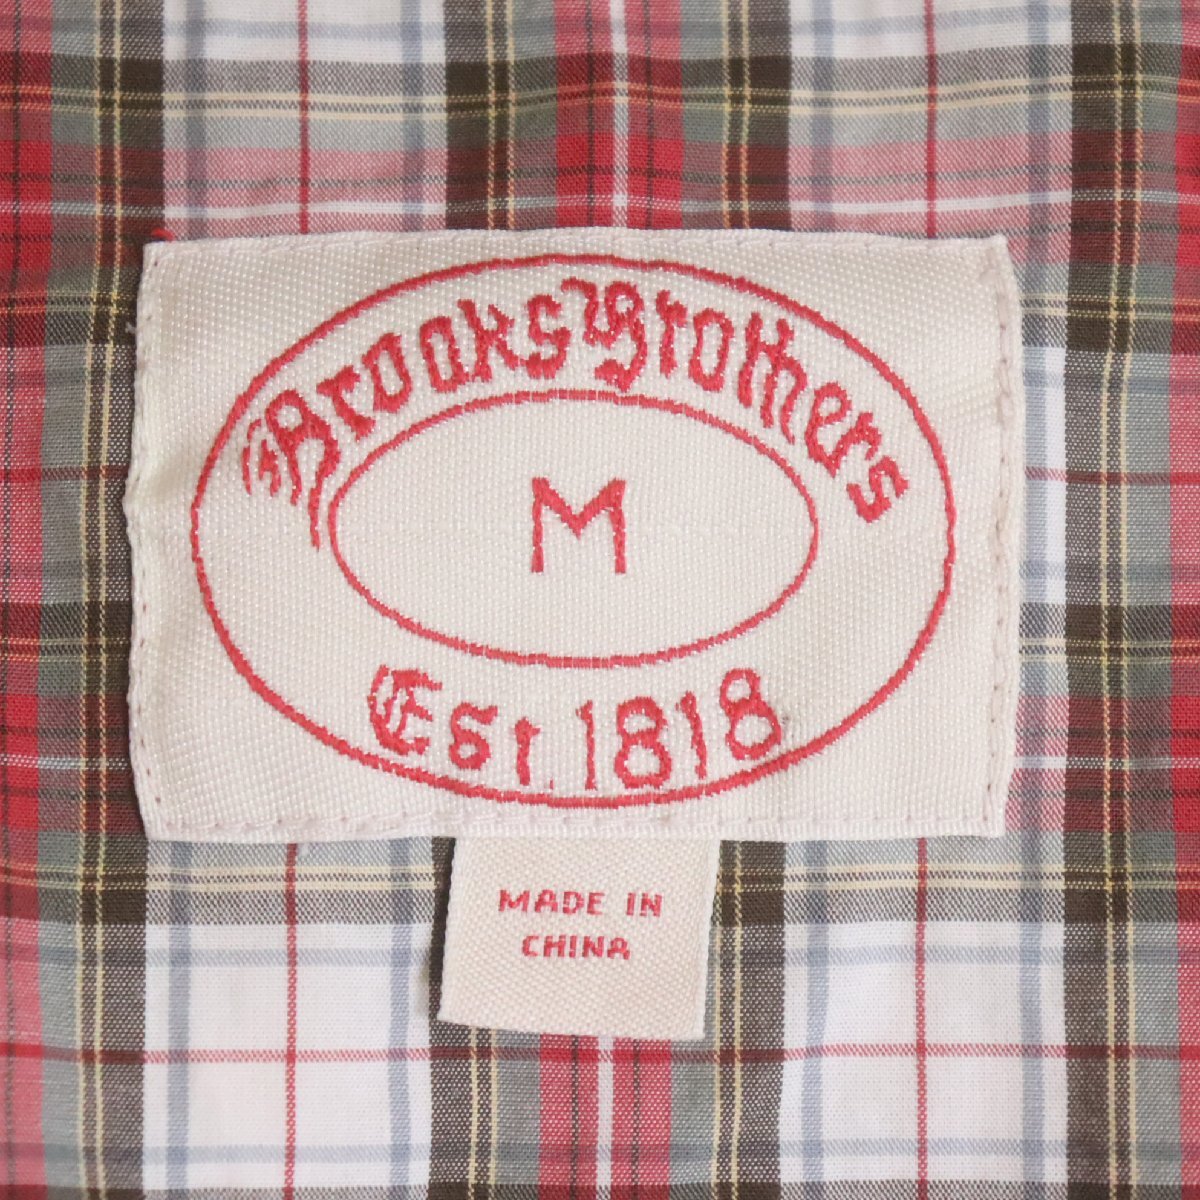 Brooks Brothers
M
Est. 1818
MADE IN
CHINA